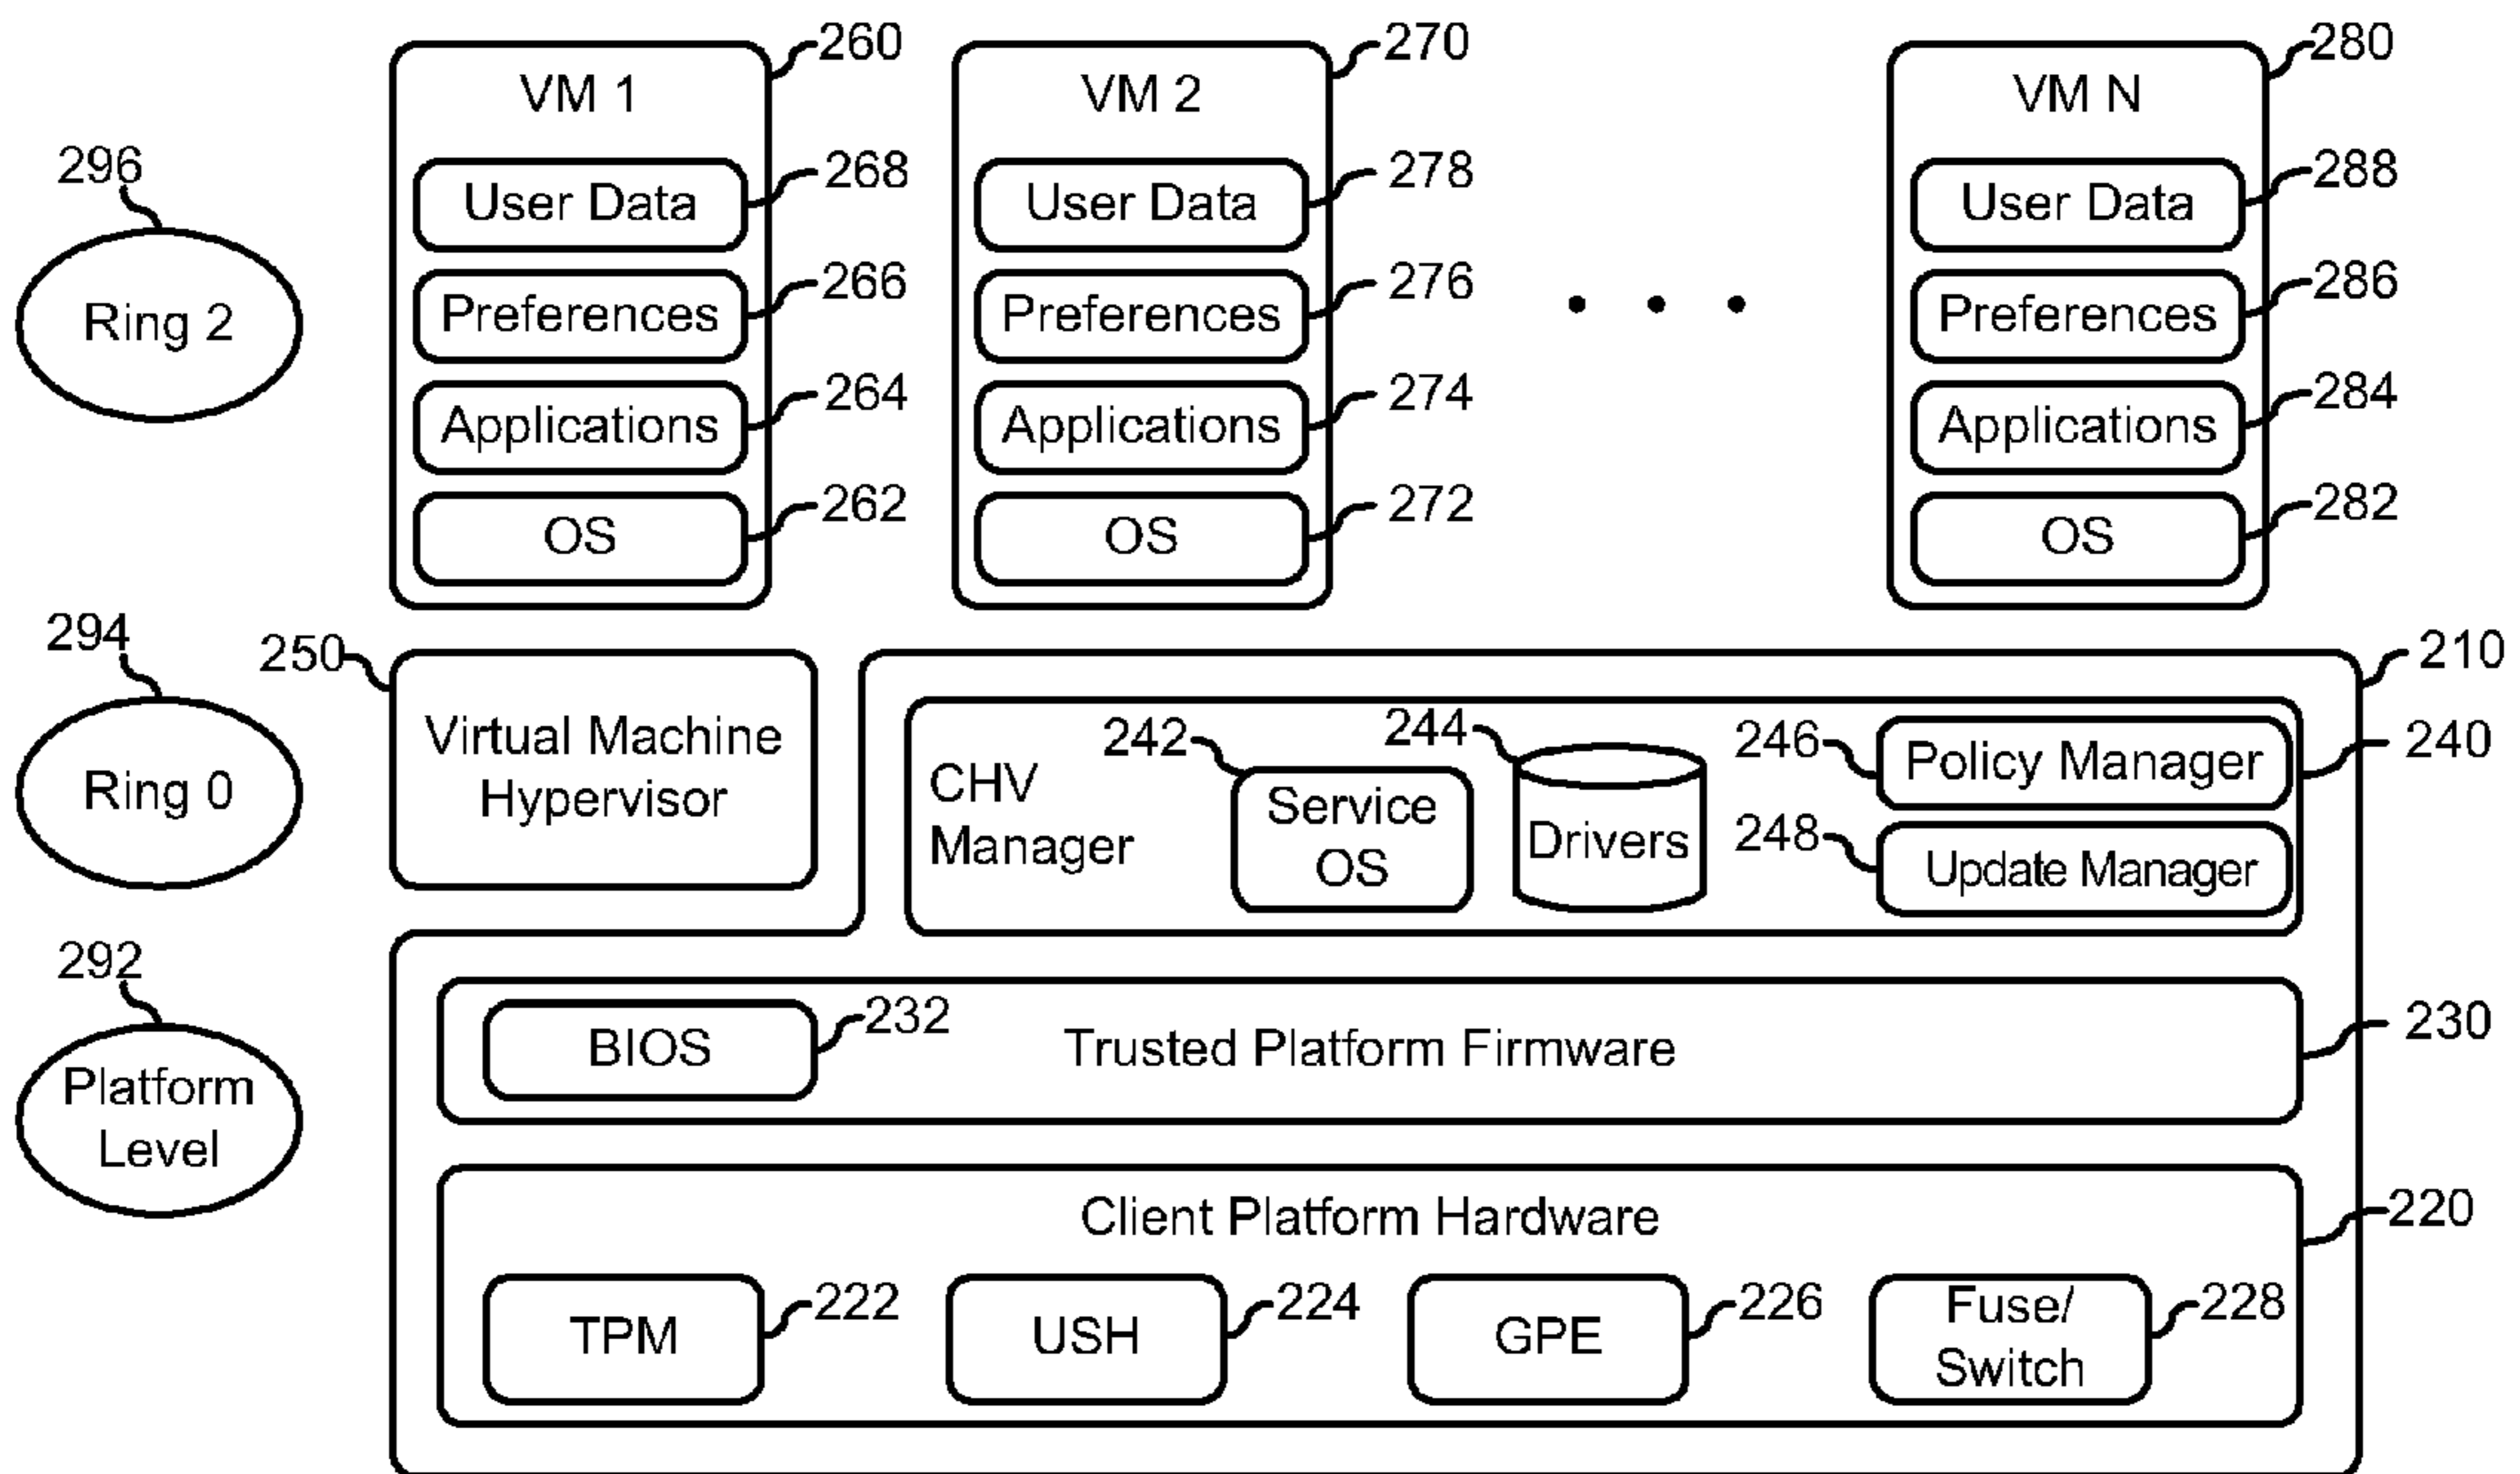 260
270
280
VM 1
VM 2
VM N
296
268
278
288
User Data
User Data
User Data
266
276
286
Ring 2
Preferences
Preferences
Preferences
264
274
284
Applications
Applications
Applications
262
272
282
OS
OS
OS
294
250
210
Ring 0
Virtual Machine
Hypervisor
CHV
Manager
242
Service
OS
244
Drivers
246
Policy Manager
240
248
Update Manager
292
Platform
Level
BIOS
232
Trusted Platform Firmware
230
Client Platform Hardware
220
TPM
222
USH
224
GPE
226
Fuse/
Switch
228